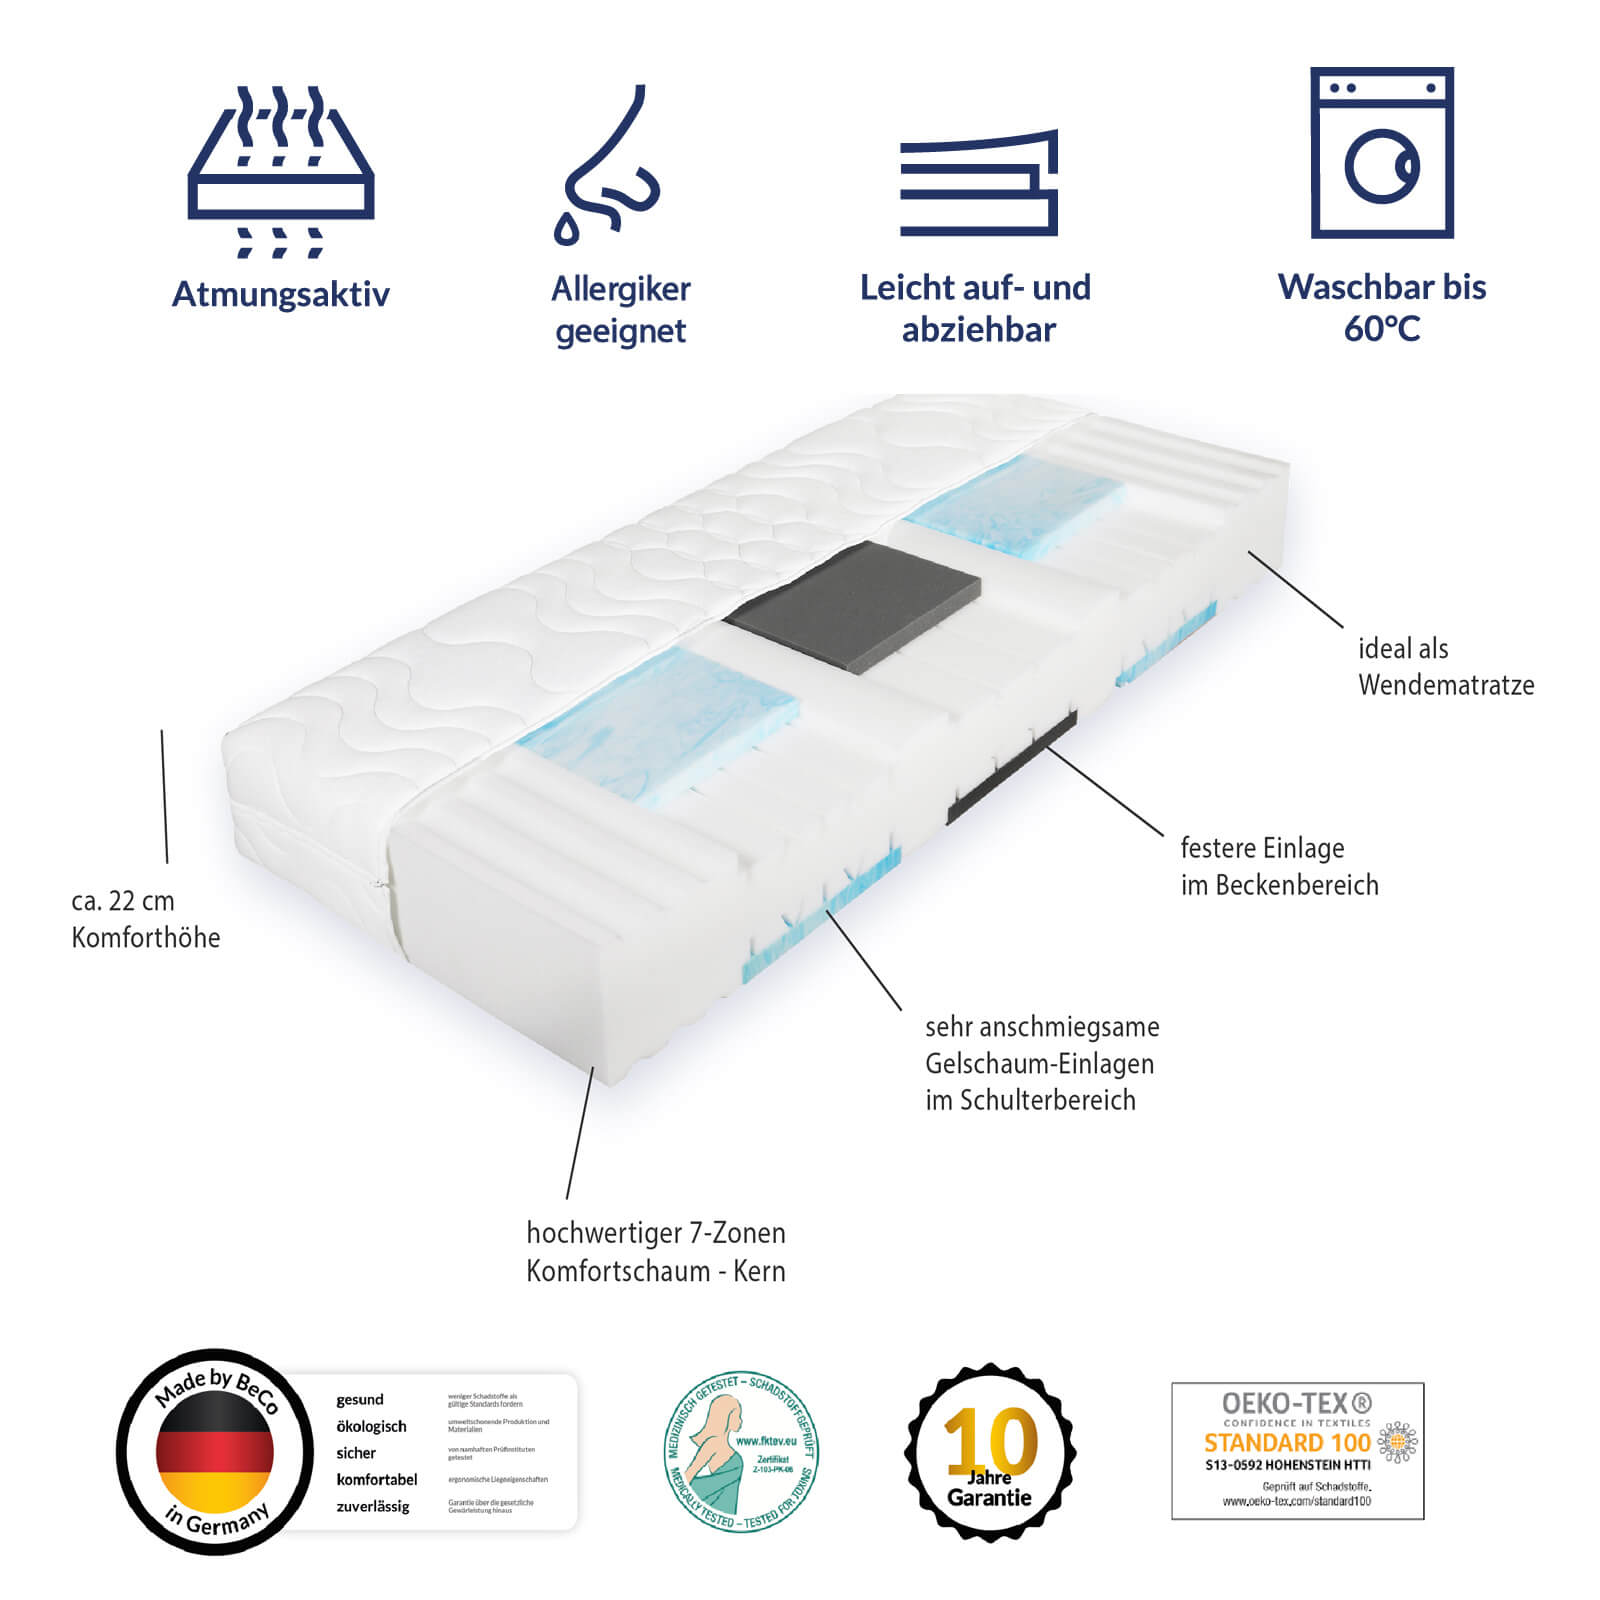 Atmungsaktiv
Allergiker
geeignet
Leicht auf- und
abziehbar
Waschbar bis
60°C
ideal als
Wendematratze
festere Einlage
im Beckenbereich
ca. 22 cm
Komforthöhe
sehr anschmiegsame
Gelschaum-Einlagen
im Schulterbereich
hochwertiger 7-Zonen
Komfortschaum - Kern
Made by BeCo
in Germany
gesund
weniger Schadstoffe als
gültige Standards fordern
ökologisch
umweltschonende Produktion und
Materialien
sicher
von namhaften Prüfinstituten
getestet
komfortabel
ergonomische Liegeeigenschaften
zuverlässig
Garantie über die gesetzliche
Gewährleistung hinaus
MEDIZINISCH GETESTET – SCHADSTOFFGEPRÜFT
www.fktev.eu
Zertifikat
Z-103-PK-06
MEDICALLY TESTED – TESTED FOR TOXINS
10
Jahre
Garantie
OEKO-TEX®
CONFIDENCE IN TEXTILES
STANDARD 100
S13-0592 HOHENSTEIN HTTI
Geprüft auf Schadstoffe.
www.oeko-tex.com/standard100